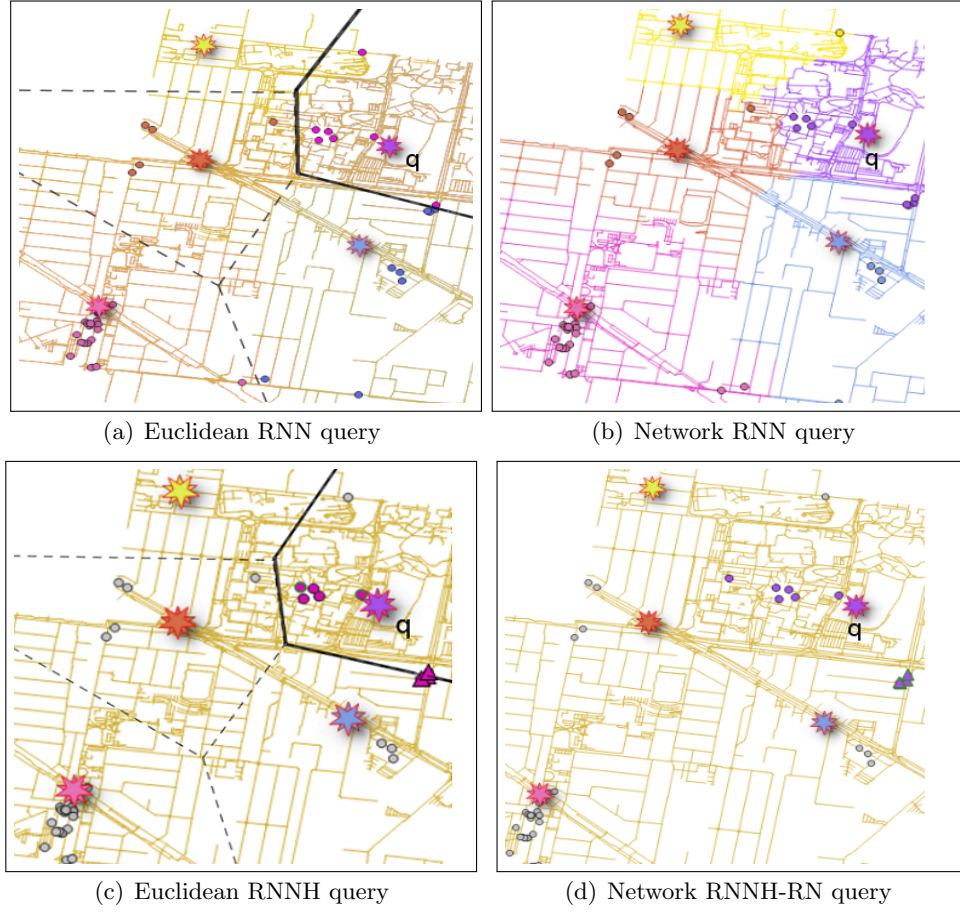 q
q
(a) Euclidean RNN query
(b) Network RNN query
q
q
(c) Euclidean RNNH query
(d) Network RNNH-RN query